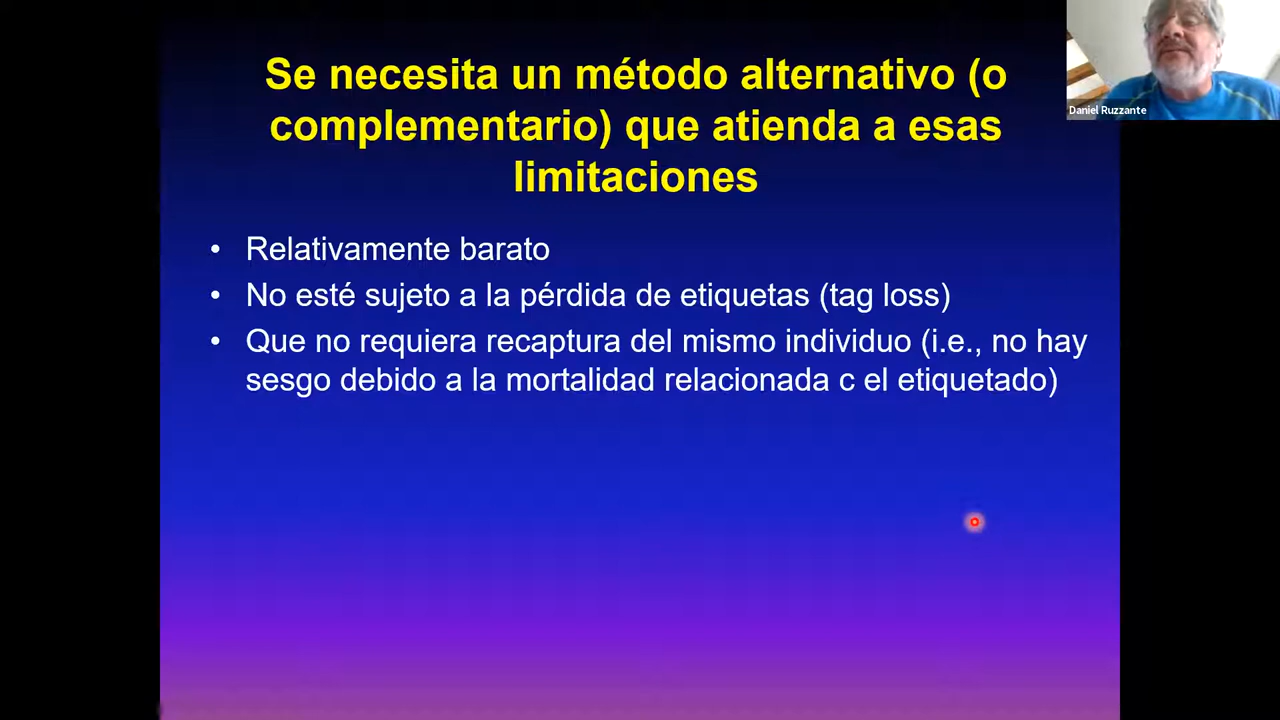 Se necesita un método alternativo (o
complementario) que atienda a esas
limitaciones
Daniel Ruzzante
• Relativamente barato
• No esté sujeto a la pérdida de etiquetas (tag loss)
• Que no requiera recaptura del mismo individuo (i.e., no hay
sesgo debido a la mortalidad relacionada c el etiquetado)